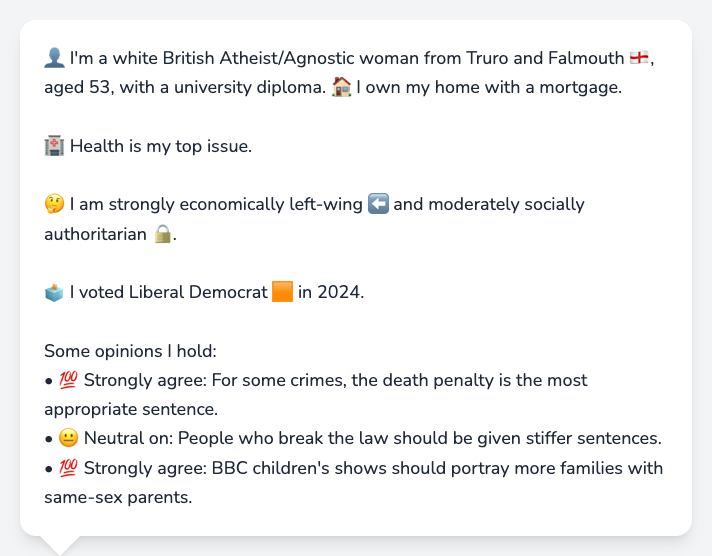 👤 I'm a white British Atheist/Agnostic woman from Truro and Falmouth 🏴󠁧󠁢󠁥󠁮󠁧󠁿,
aged 53, with a university diploma. 🏠 I own my home with a mortgage.
🏥 Health is my top issue.
🤔 I am strongly economically left-wing ⬅️ and moderately socially
authoritarian 🔒.
🗳️ I voted Liberal Democrat 🟧 in 2024.
Some opinions I hold:
• 💯 Strongly agree: For some crimes, the death penalty is the most
appropriate sentence.
• 😐 Neutral on: People who break the law should be given stiffer sentences.
• 💯 Strongly agree: BBC children's shows should portray more families with
same-sex parents.